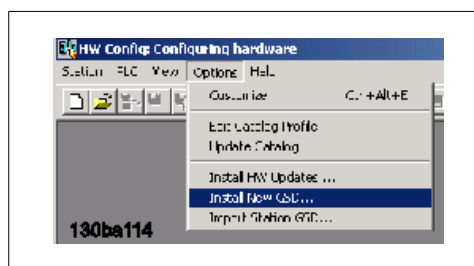 HW Config: Configuring hardware
Station PLC View Options Help
Customize Ctrl+Alt+E
Edit Catalog Profile
Update Catalog
Install HW Updates ...
Install New GSD...
Import Station GSD...
130ba114